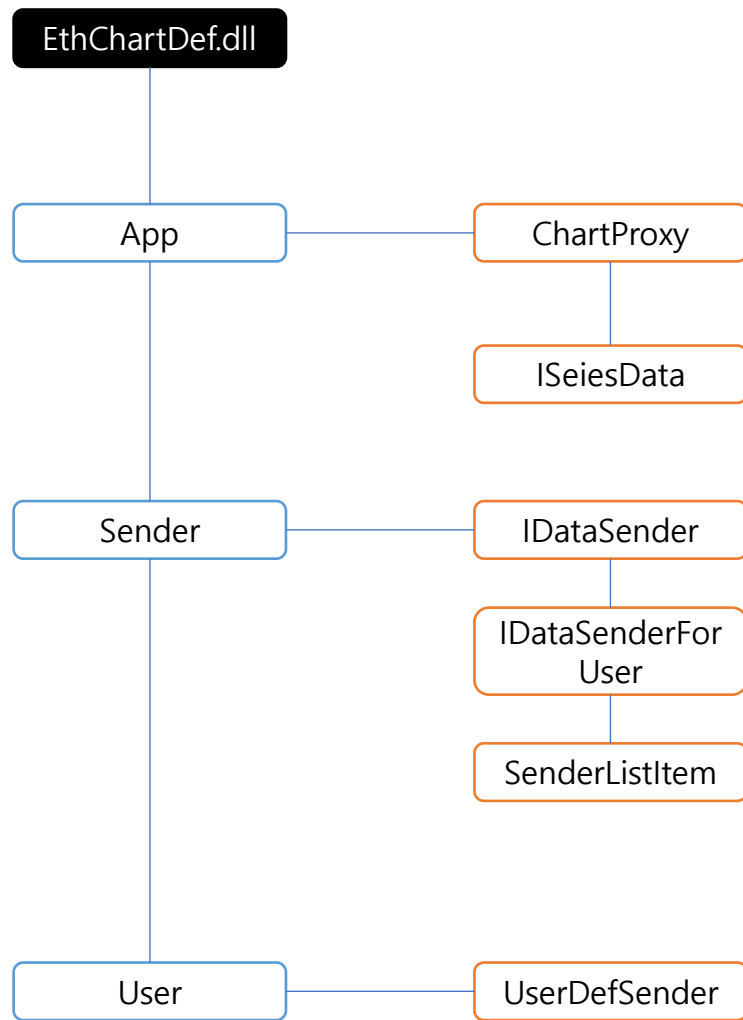 EthChartDef.dll
App
ChartProxy
ISeiesData
Sender
IDataSender
IDataSenderFor
User
SenderListItem
User
UserDefSender